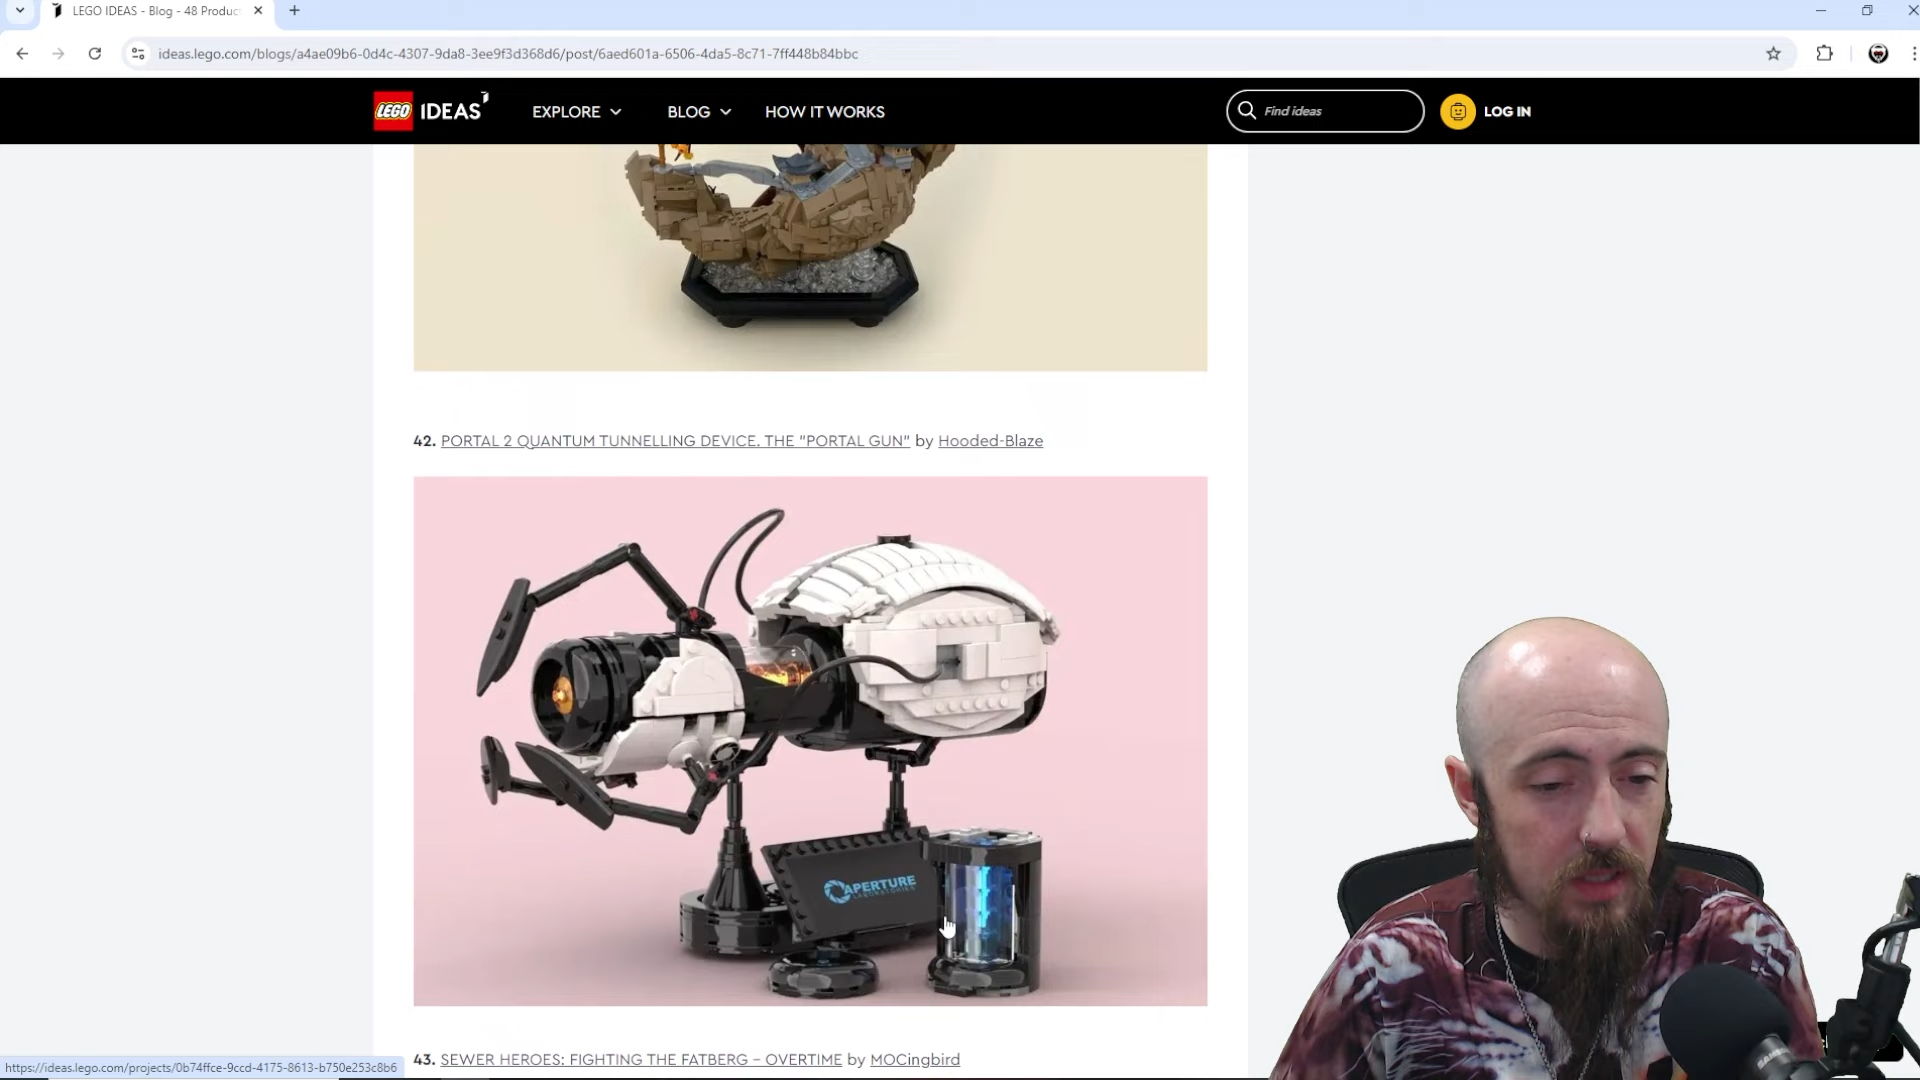 LEGO IDEAS - Blog - 48 Produc
ideas.lego.com/blogs/a4ae09b6-0d4c-4307-9da8-3ee9f3d368d6/post/6aed601a-6506-4da5-8c71-7ff448b84bbc
LEGO IDEAS EXPLORE BLOG HOW IT WORKS Find ideas LOG IN
42. PORTAL 2 QUANTUM TUNNELLING DEVICE. THE "PORTAL GUN" by Hooded-Blaze
APERTURE
LABORATORIES
43. SEWER HEROES: FIGHTING THE FATBERG – OVERTIME by MOCingbird
https://ideas.lego.com/projects/0b74ffce-9ccd-4175-8613-b750e253c8b6